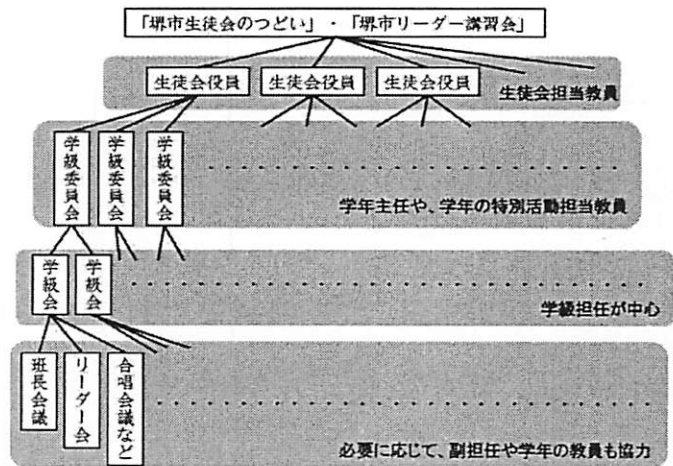 「堺市生徒会のつどい」・「堺市リーダー講習会」
生徒会役員
生徒会役員
生徒会役員
生徒会担当教員
学級委員会
学級委員会
学級委員会
学年主任や、学年の特別活動担当教員
学級会
学級会
学級担任が中心
班長会議
リーダー会
合唱会議など
必要に応じて、副担任や学年の教員も協力